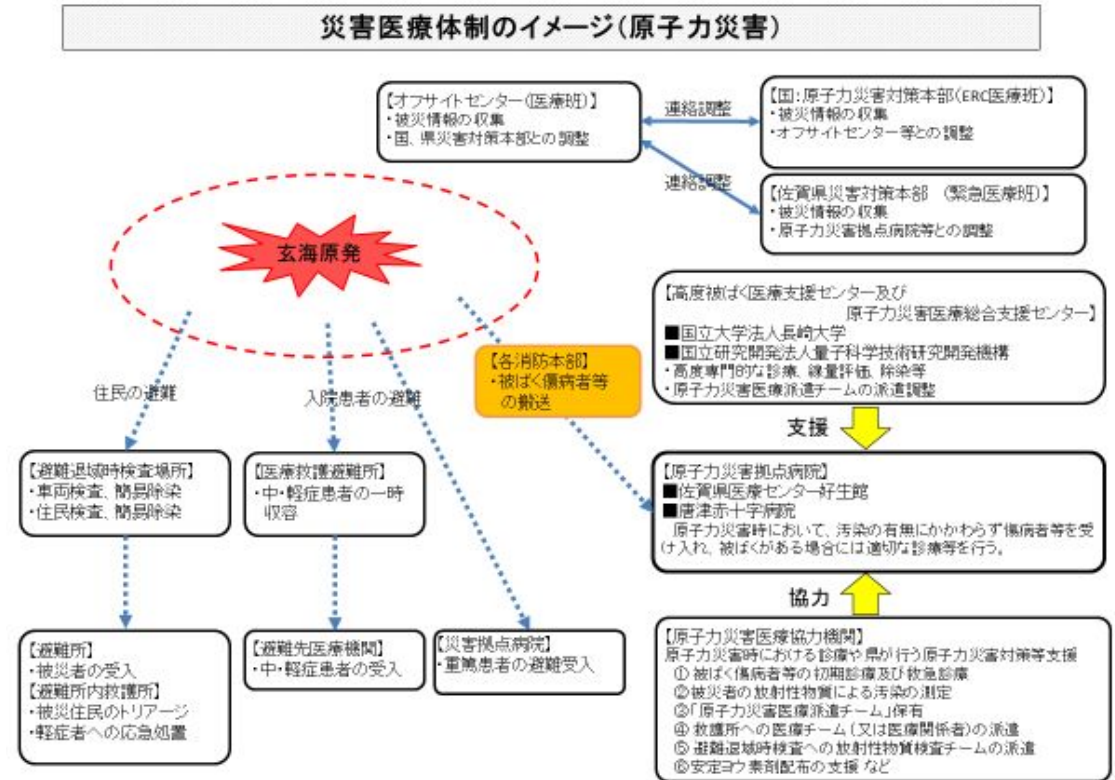 災害医療体制のイメージ(原子力災害)
【オフサイトセンター(医療班)】
・被災情報の収集
・国、県災害対策本部との調整
連絡調整
【国:原子力災害対策本部(ERC医療班)】
・被災情報の収集
・オフサイトセンター等との調整
連絡調整
【佐賀県災害対策本部 (緊急医療班)】
・被災情報の収集
・原子力災害拠点病院等との調整
玄海原発
【高度被ばく医療支援センター及び
原子力災害医療総合支援センター】
■国立大学法人長崎大学
■国立研究開発法人量子科学技術研究開発機構
・高度専門的な診療、線量評価、除染等
・原子力災害医療派遣チームの派遣調整
【各消防本部】
・被ばく傷病者等
の搬送
住民の避難
入院患者の避難
支援
【避難退域時検査場所】
・車両検査、簡易除染
・住民検査、簡易除染
【医療救護避難所】
・中・軽症患者の一時
収容
【原子力災害拠点病院】
■佐賀県医療センター好生館
■唐津赤十字病院
原子力災害時において、汚染の有無にかかわらず傷病者等を受
け入れ、被ばくがある場合には適切な診療等を行う。
協力
【避難所】
・被災者の受入
【避難所内救護所】
・被災住民のトリアージ
・軽症者への応急処置
【避難先医療機関】
・中・軽症患者の受入
【災害拠点病院】
・重篤患者の避難受入
【原子力災害医療協力機関】
原子力災害時における診療や県が行う原子力災害対策等支援
①被ばく傷病者等の初期診療及び救急診療
②被災者の放射性物質による汚染の測定
③「原子力災害医療派遣チーム」保有
④救護所への医療チーム(又は医療関係者)の派遣
⑤避難退域時検査への放射性物質検査チームの派遣
⑥安定ヨウ素剤配布の支援 など